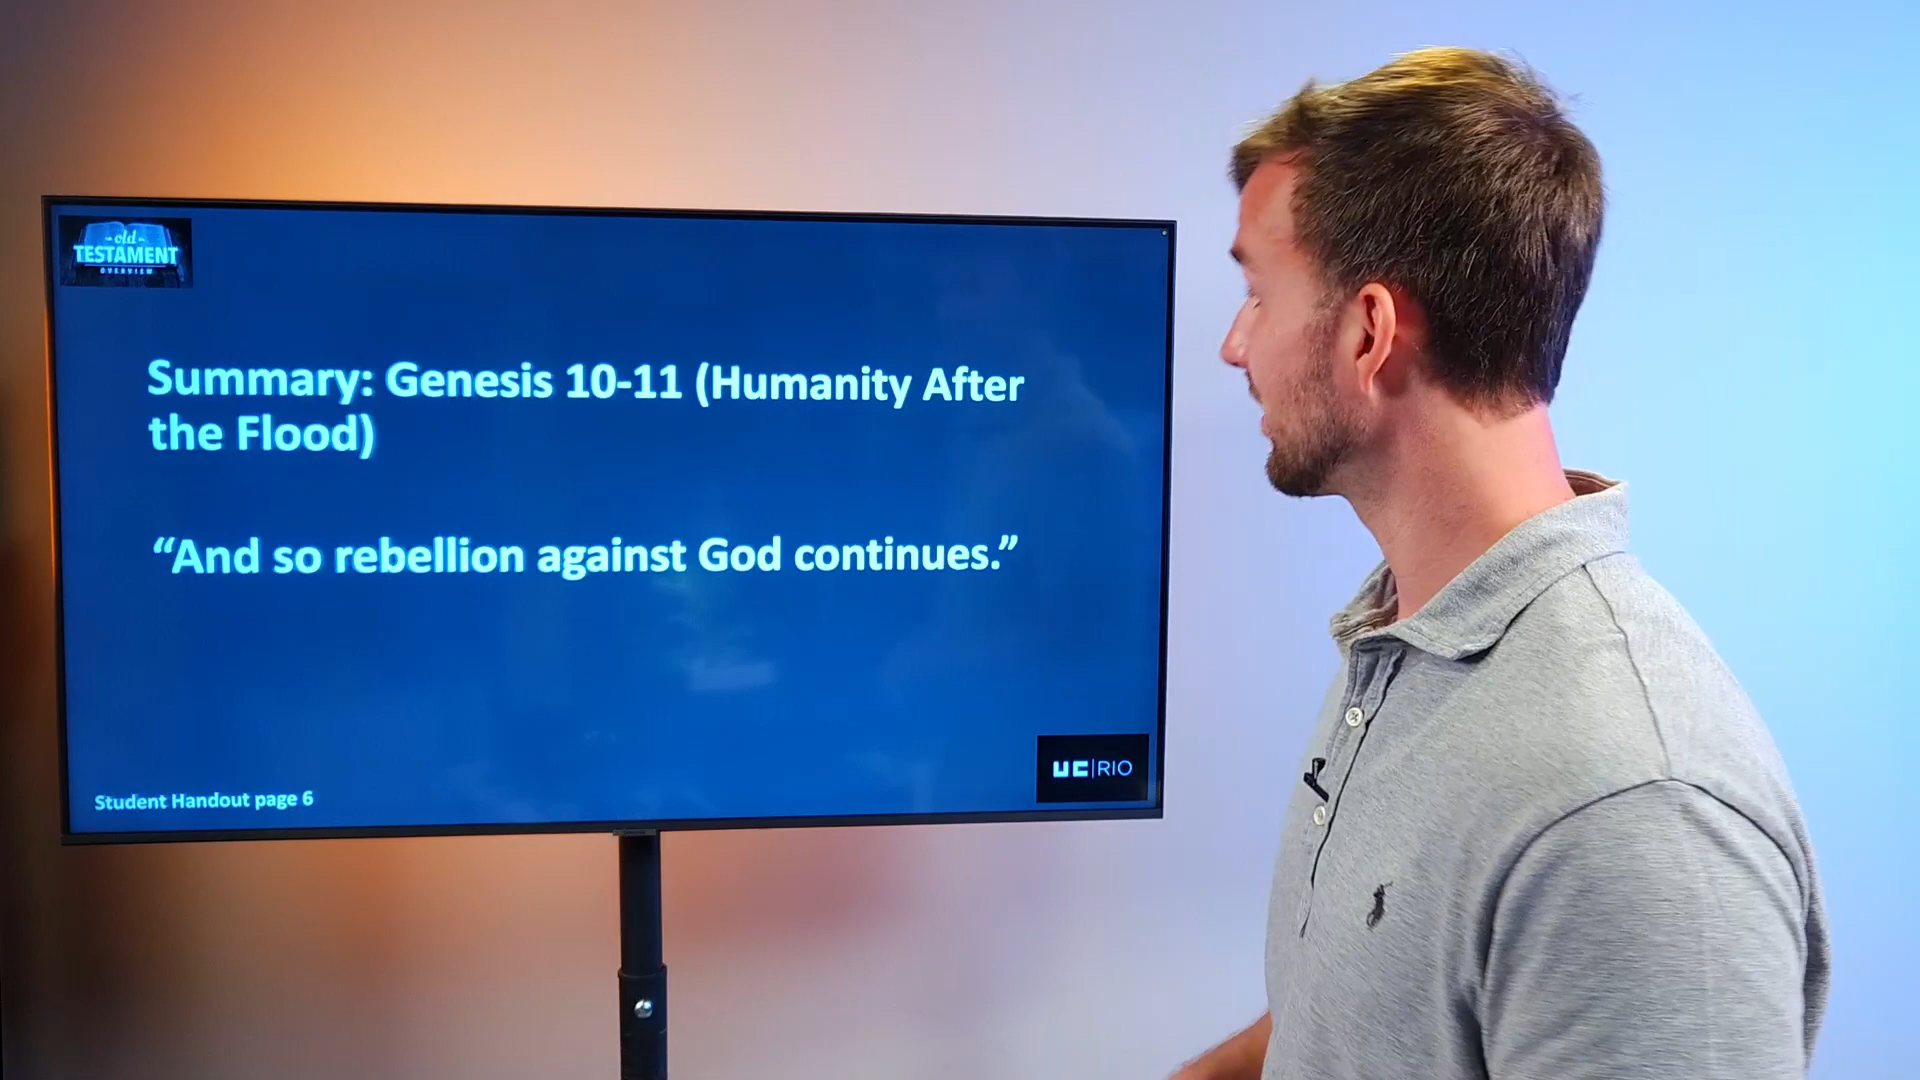 old
TESTAMENT
OVERVIEW
Summary: Genesis 10-11 (Humanity After
the Flood)
“And so rebellion against God continues.”
Student Handout page 6
UC|RIO